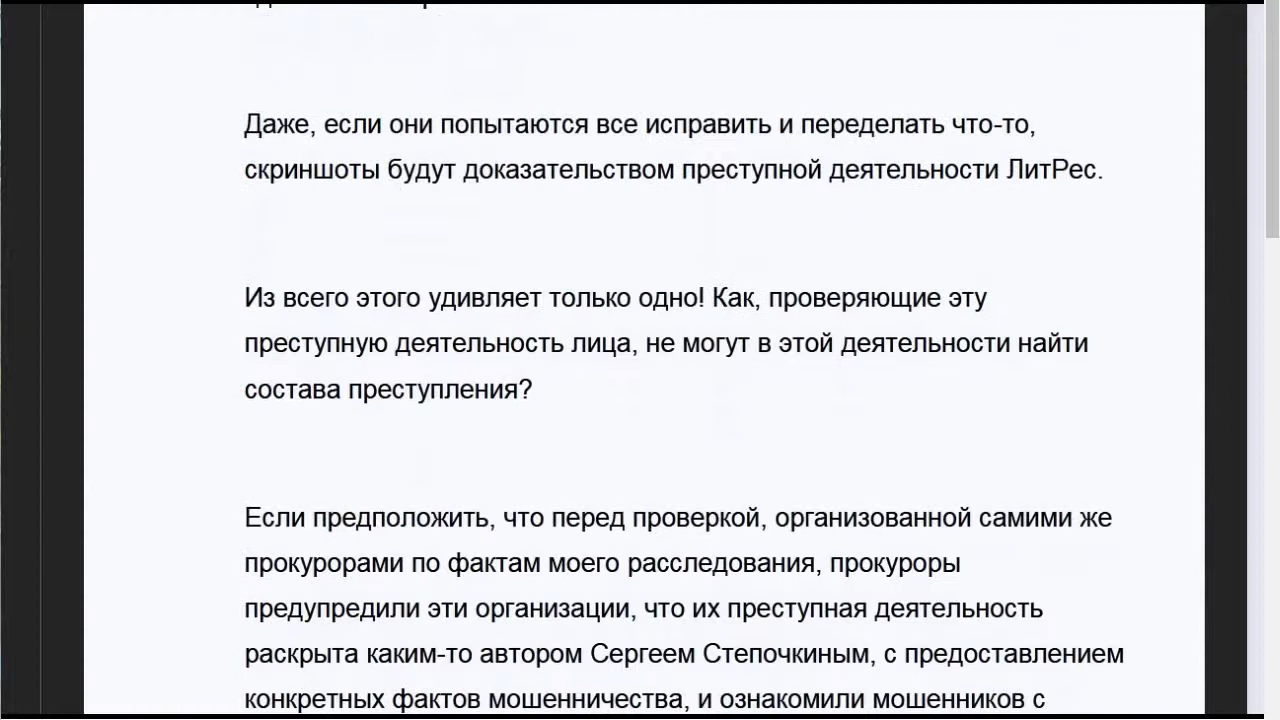 Даже, если они попытаются все исправить и переделать что-то,
скриншоты будут доказательством преступной деятельности ЛитРес.
Из всего этого удивляет только одно! Как, проверяющие эту
преступную деятельность лица, не могут в этой деятельности найти
состава преступления?
Если предположить, что перед проверкой, организованной самими же
прокурорами по фактам моего расследования, прокуроры
предупредили эти организации, что их преступная деятельность
раскрыта каким-то автором Сергеем Степочкиным, с предоставлением
конкретных фактов мошенничества, и ознакомили мошенников с